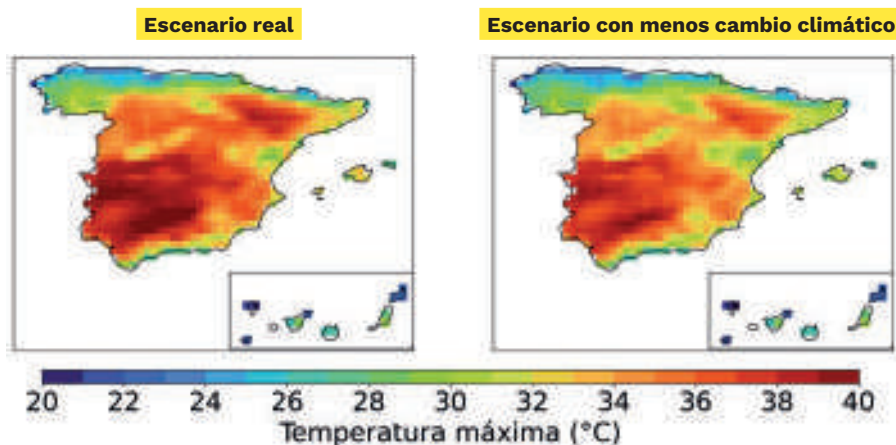 Escenario real
Escenario con menos cambio climático
20 22 24 26 28 30 32 34 36 38 40
Temperatura máxima (°C)